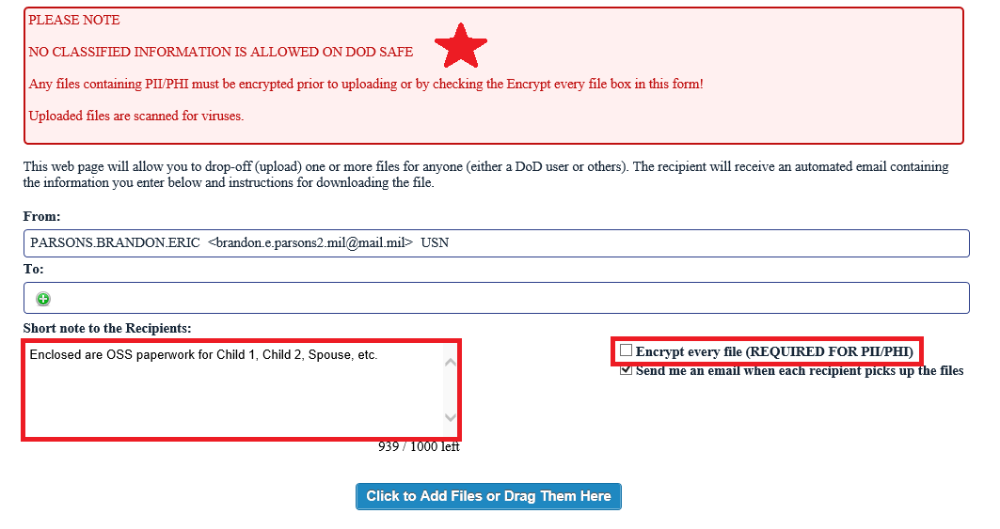 PLEASE NOTE
NO CLASSIFIED INFORMATION IS ALLOWED ON DOD SAFE
Any files containing PII/PHI must be encrypted prior to uploading or by checking the Encrypt every file box in this form!
Uploaded files are scanned for viruses.
This web page will allow you to drop-off (upload) one or more files for anyone (either a DoD user or others). The recipient will receive an automated email containing
the information you enter below and instructions for downloading the file.
From:
PARSONS.BRANDON.ERIC <brandon.e.parsons2.mil@mail.mil> USN
To:
Short note to the Recipients:
Enclosed are OSS paperwork for Child 1, Child 2, Spouse, etc.
Encrypt every file (REQUIRED FOR PII/PHI)
Send me an email when each recipient picks up the files
939 / 1000 left
Click to Add Files or Drag Them Here